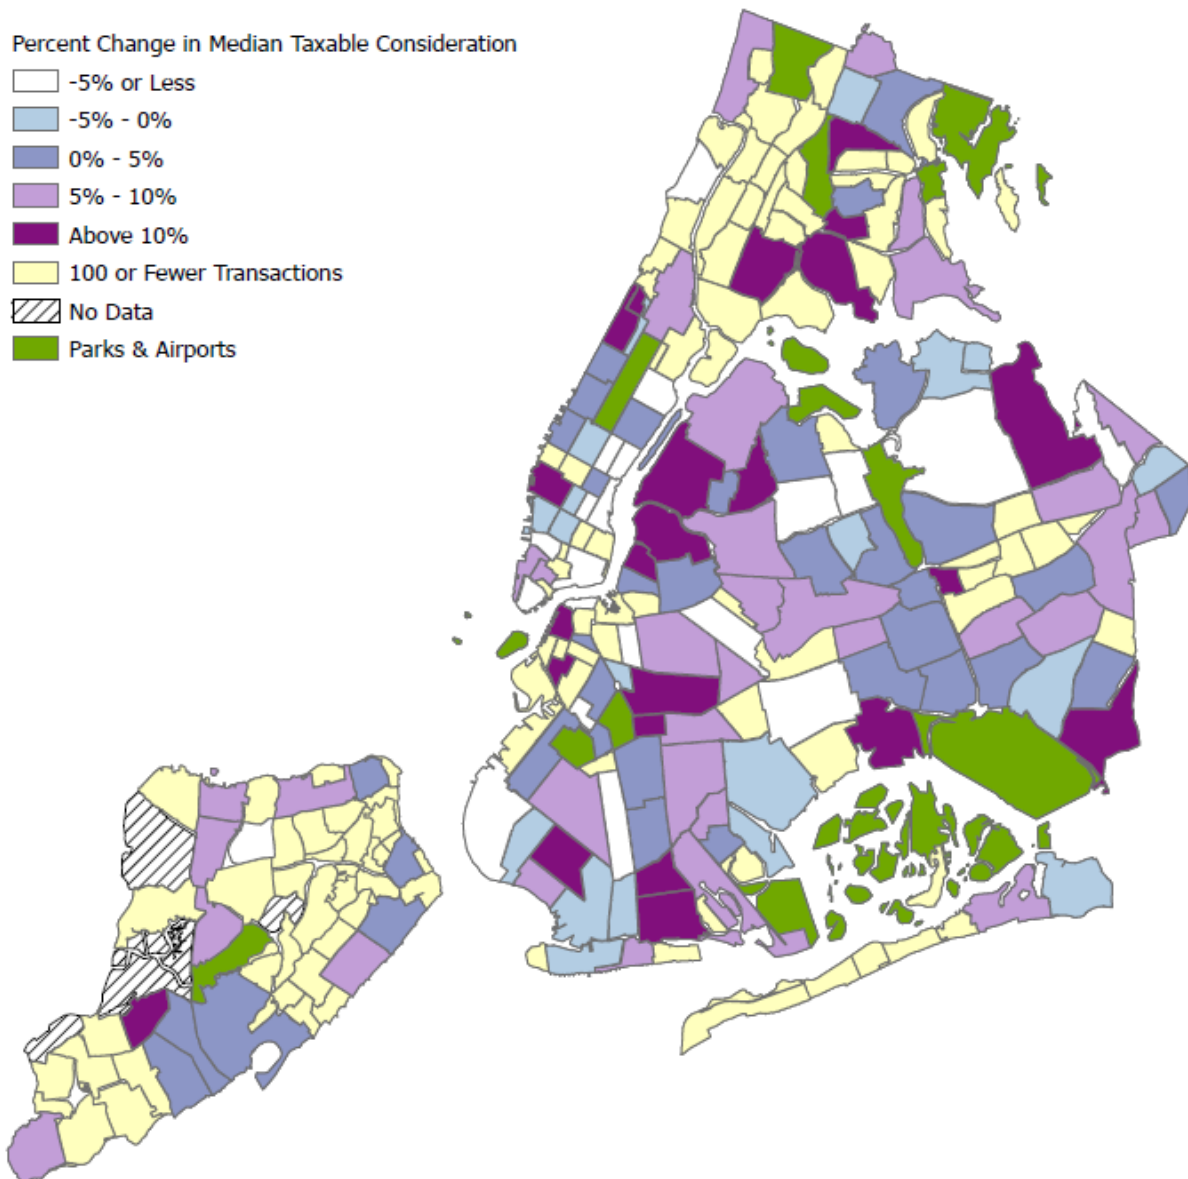 Percent Change in Median Taxable Consideration
-5% or Less
-5% - 0%
0% - 5%
5% - 10%
Above 10%
100 or Fewer Transactions
No Data
Parks & Airports